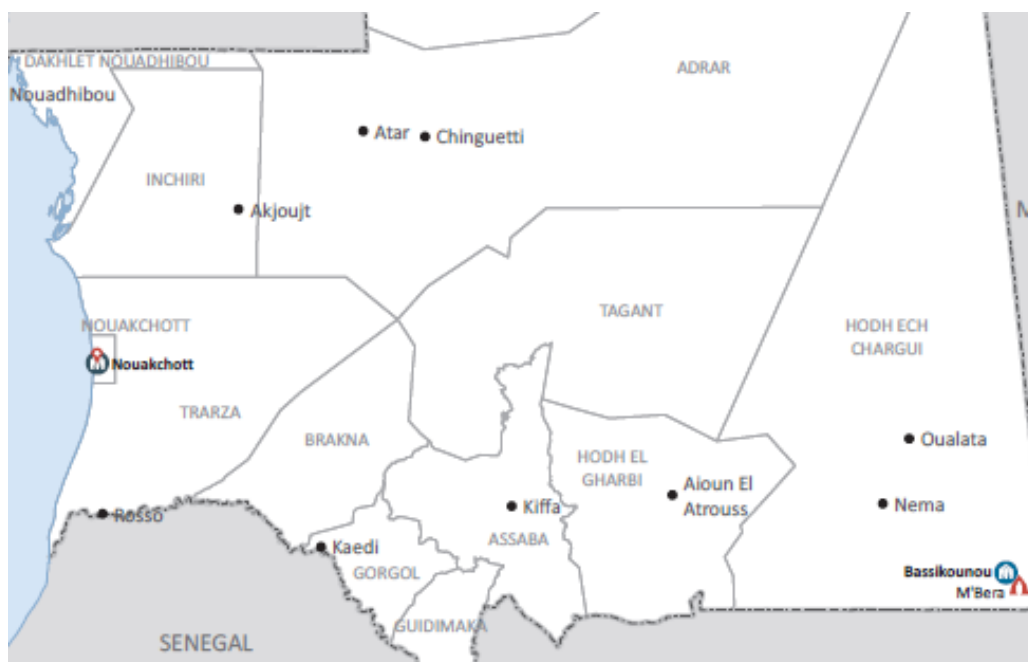 DAKHLET NOUADHIBOU
ADRAR
Nouadhibou
Atar
Chinguetti
INCHIRI
Akjoujt
M
TAGANT
NOUAKCHOTT
HODH ECH
CHARGUI
Nouakchott
TRARZA
BRAKNA
Oualata
HODH EL
GHARBI
Aioun El
Atrouss
Kiffa
Nema
Rosso
ASSABA
Kaedi
GORGOL
Bassikounou
M'Bera
GUIDIMAKA
SENEGAL